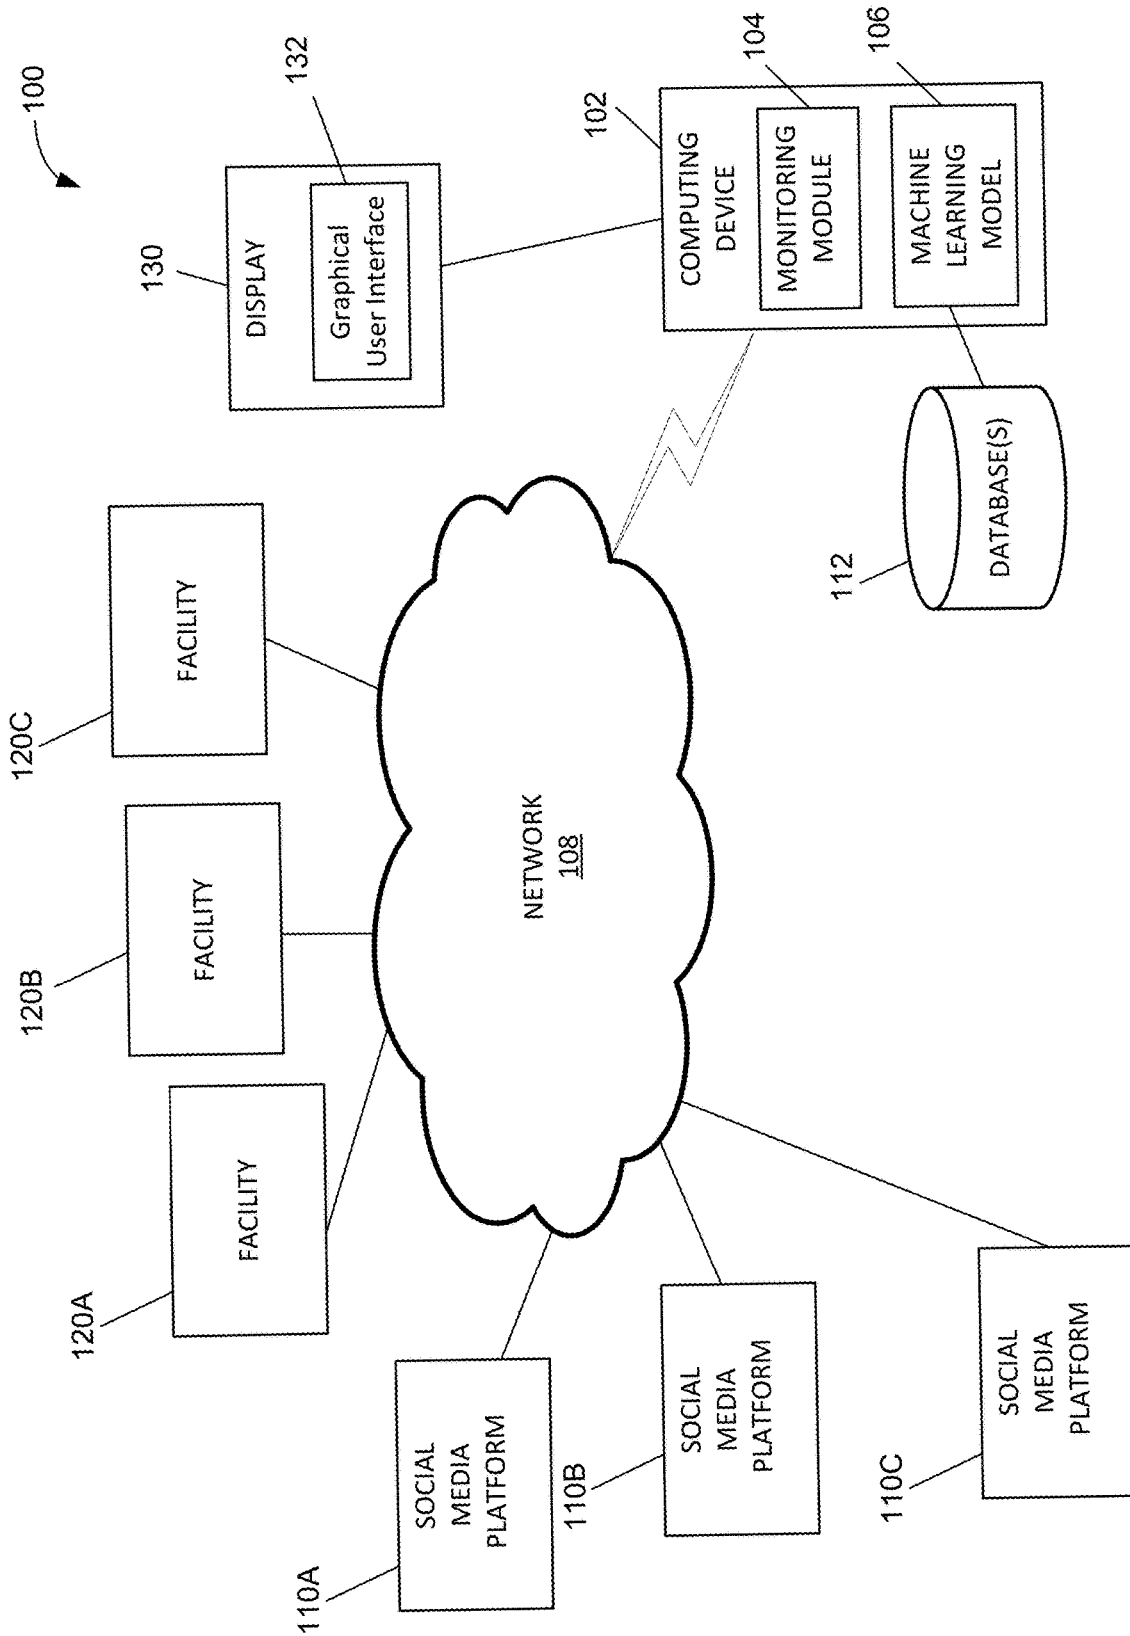 100
120A
FACILITY
120B
FACILITY
120C
FACILITY
130
DISPLAY
132
Graphical
User Interface
110A
SOCIAL
MEDIA
PLATFORM
110B
SOCIAL
MEDIA
PLATFORM
110C
SOCIAL
MEDIA
PLATFORM
NETWORK
108
102
COMPUTING
DEVICE
104
MONITORING
MODULE
106
MACHINE
LEARNING
MODEL
112
DATABASE(S)